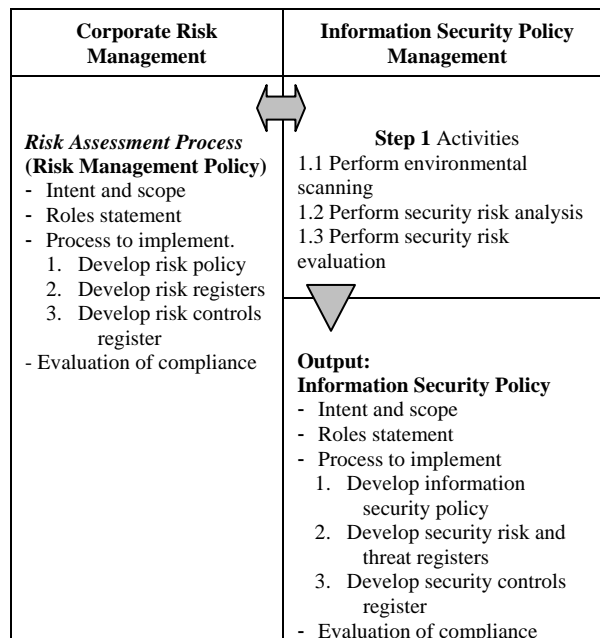 Corporate Risk
Management
Information Security Policy
Management
Risk Assessment Process
(Risk Management Policy)
- Intent and scope
- Roles statement
- Process to implement.
1. Develop risk policy
2. Develop risk registers
3. Develop risk controls
register
- Evaluation of compliance
Step 1 Activities
1.1 Perform environmental
scanning
1.2 Perform security risk analysis
1.3 Perform security risk
evaluation
Output:
Information Security Policy
- Intent and scope
- Roles statement
- Process to implement
1. Develop information
security policy
2. Develop security risk and
threat registers
3. Develop security controls
register
- Evaluation of compliance